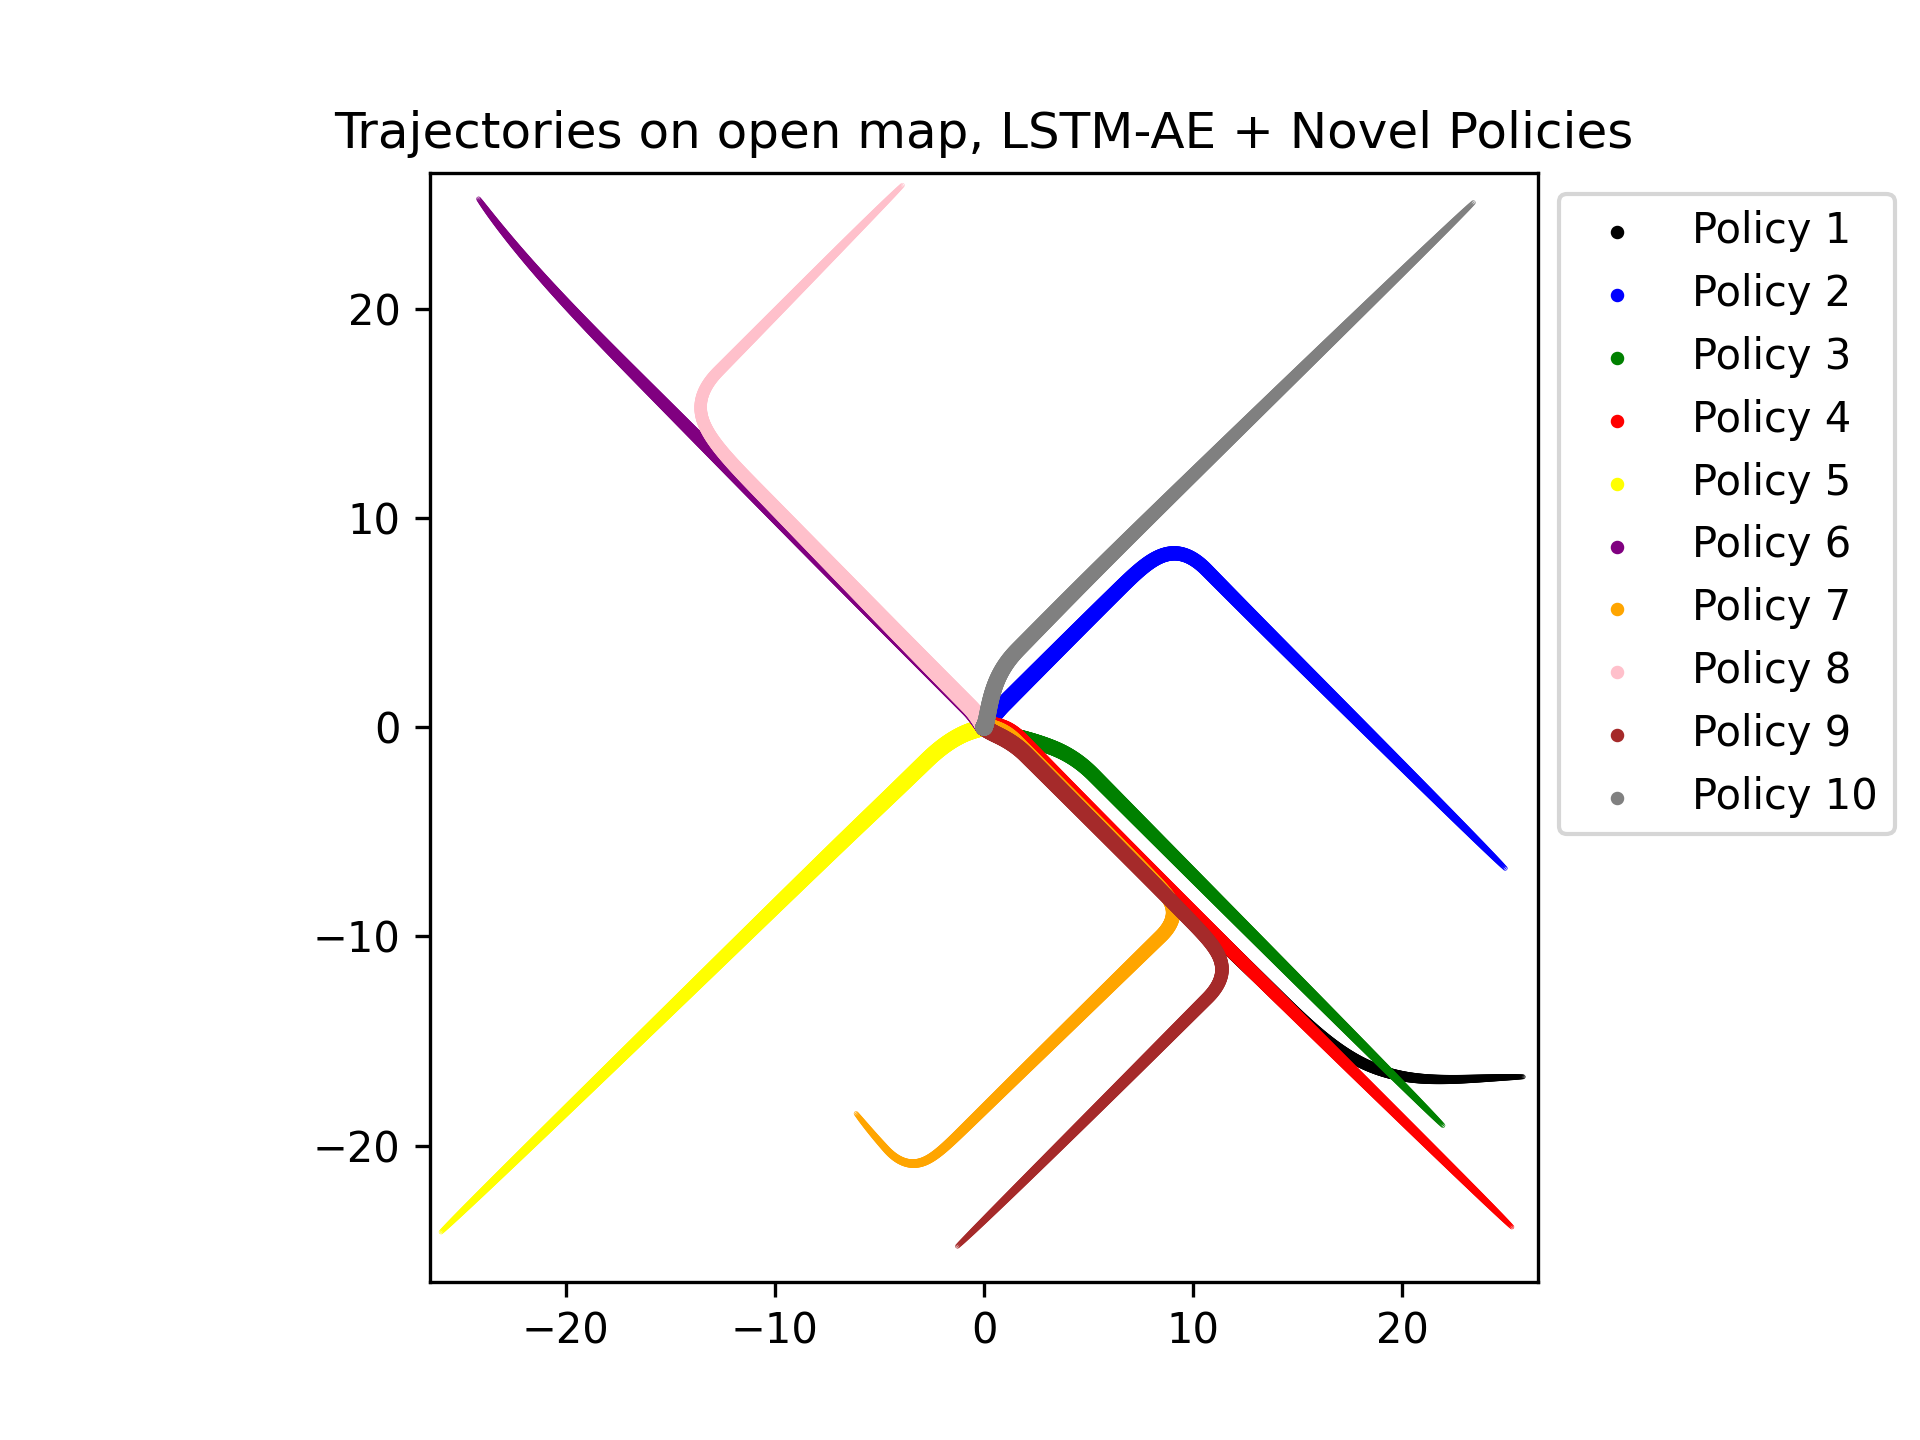 Trajectories on open map, LSTM-AE + Novel Policies
20
10
0
−10
−20
−20
−10
0
10
20
Policy 1
Policy 2
Policy 3
Policy 4
Policy 5
Policy 6
Policy 7
Policy 8
Policy 9
Policy 10